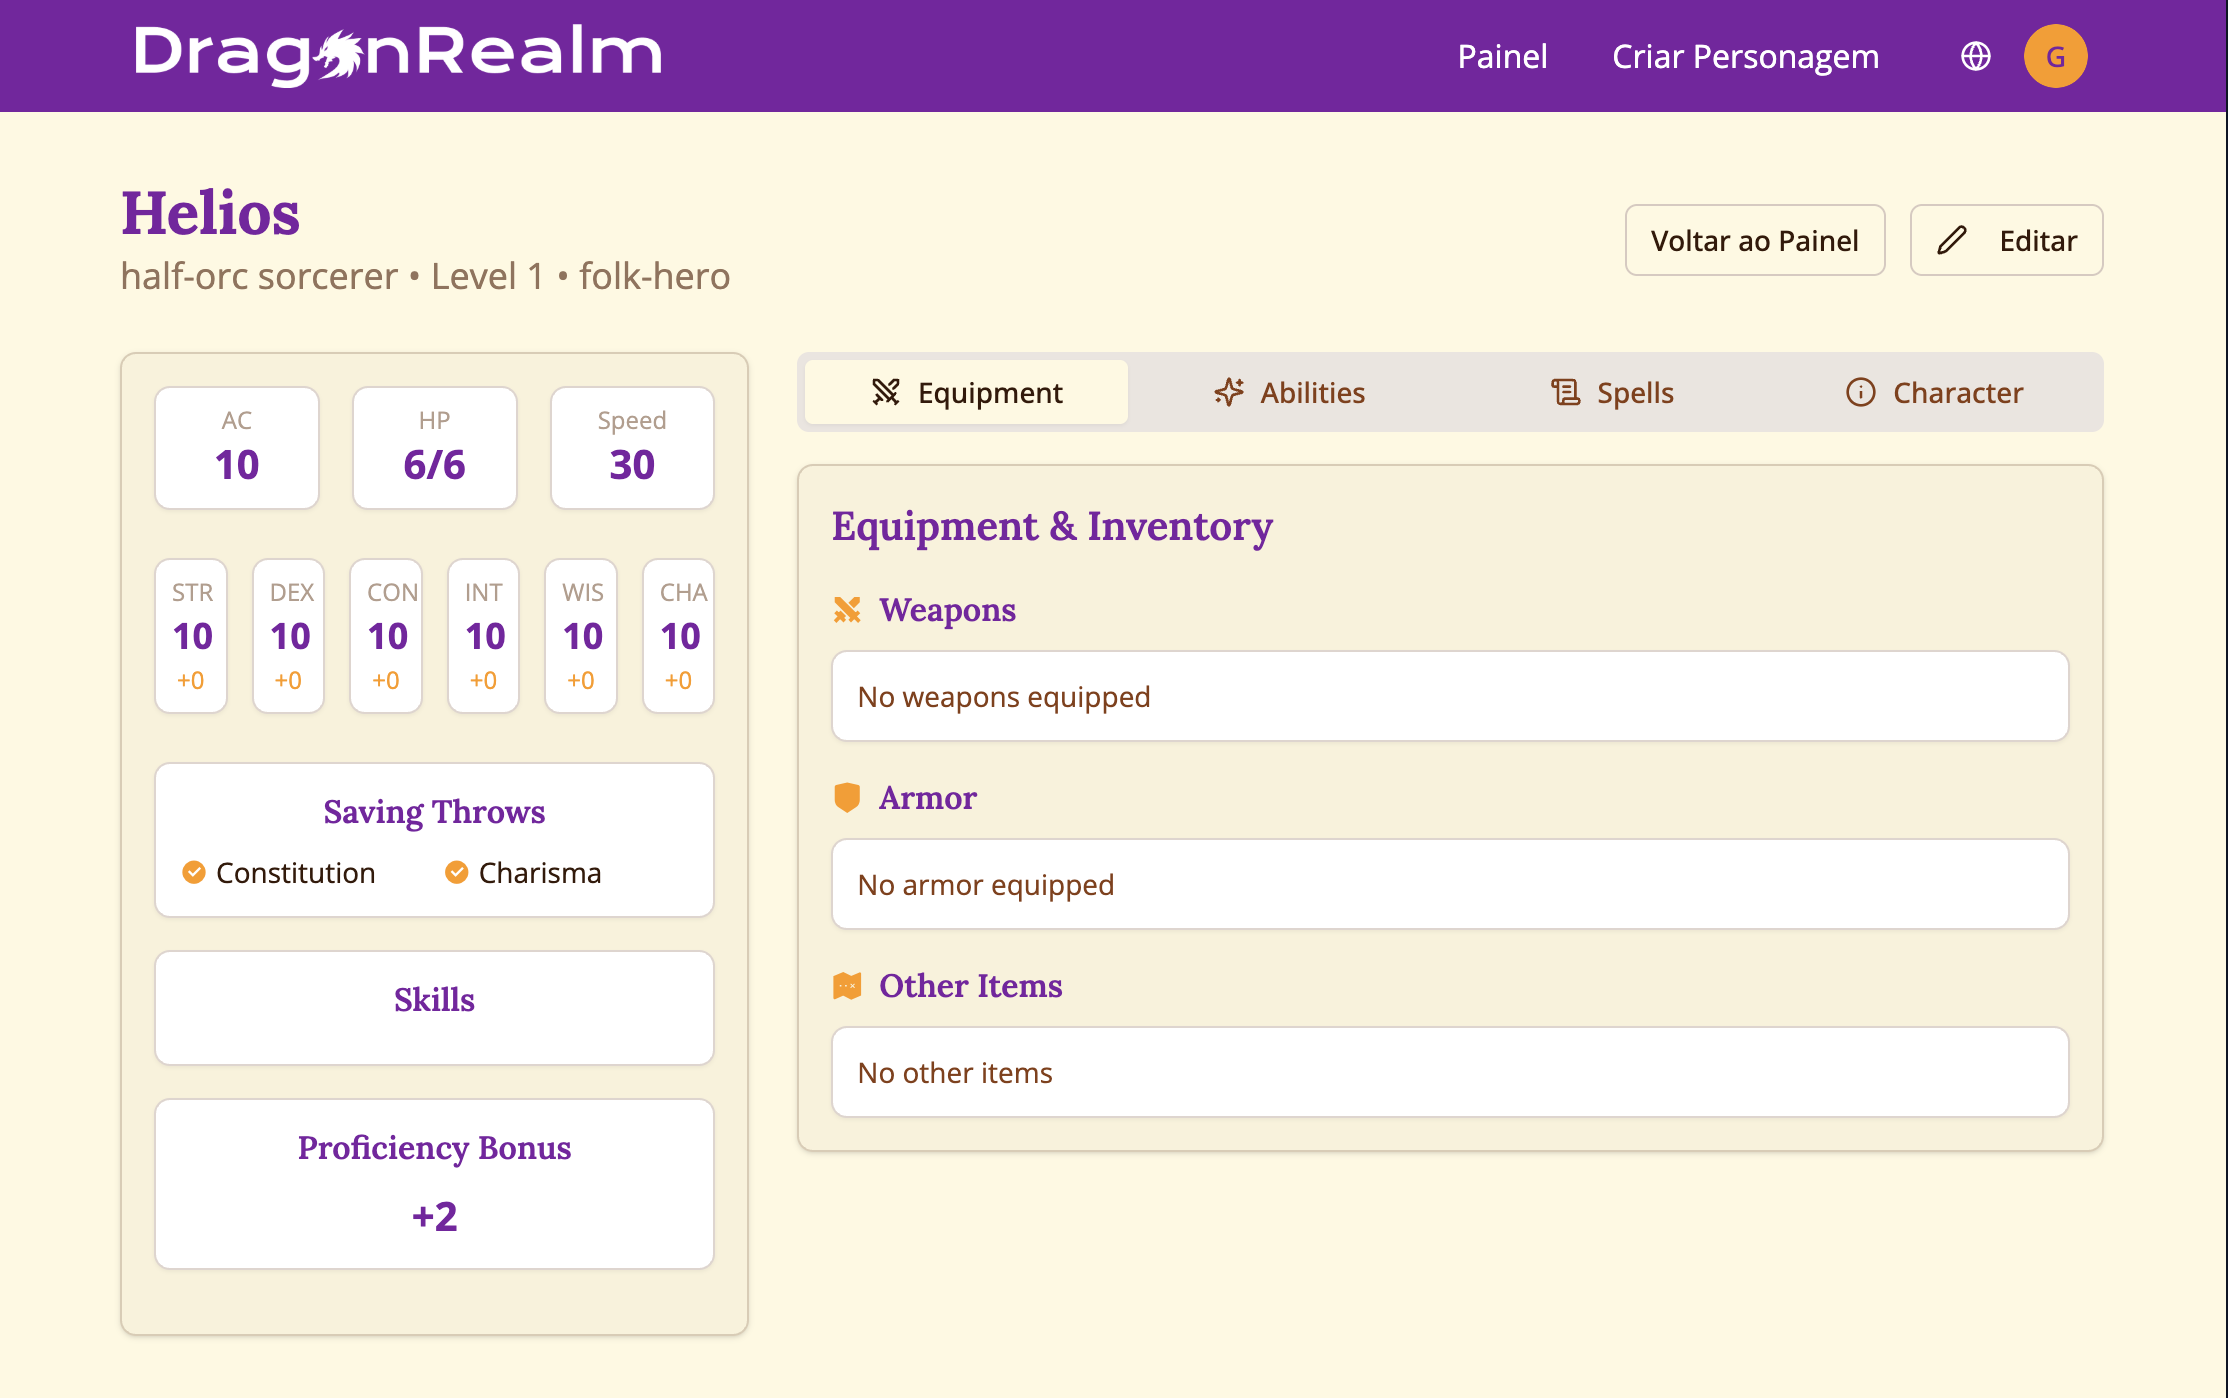 DragonRealm
Painel
Criar Personagem
G
Helios
half-orc sorcerer • Level 1 • folk-hero
Voltar ao Painel
Editar
AC
10
HP
6/6
Speed
30
STR
10
+0
DEX
10
+0
CON
10
+0
INT
10
+0
WIS
10
+0
CHA
10
+0
Saving Throws
Constitution
Charisma
Skills
Proficiency Bonus
+2
Equipment
Abilities
Spells
Character
Equipment & Inventory
Weapons
No weapons equipped
Armor
No armor equipped
Other Items
No other items